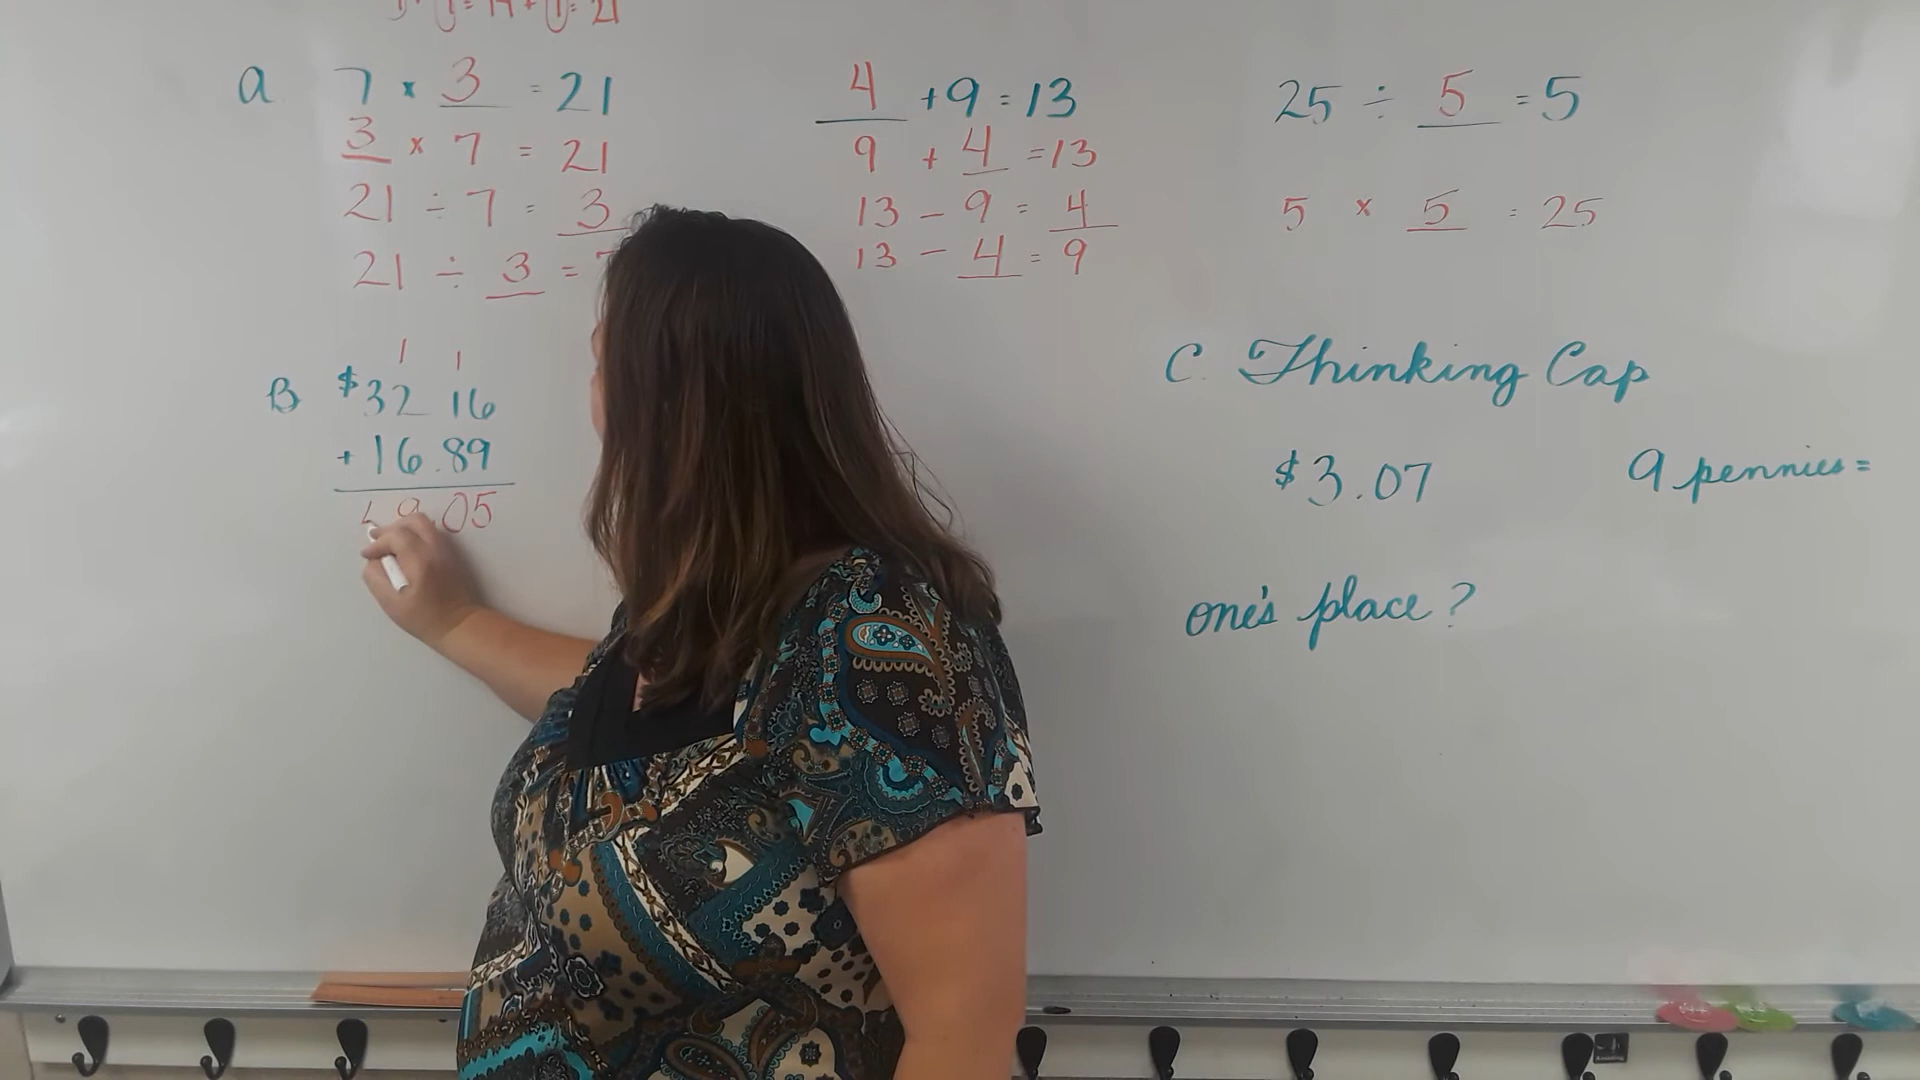 a 7 x 3 = 21
3 x 7 = 21
21 ÷ 7 = 3
21 ÷ 3 =
4 + 9 = 13
9 + 4 = 13
13 - 9 = 4
13 - 4 = 9
25 ÷ 5 = 5
5 x 5 = 25
1 1
B $32 16
+ 16.89
9.05
C. Thinking Cap
$3.07 9 pennies =
one's place?